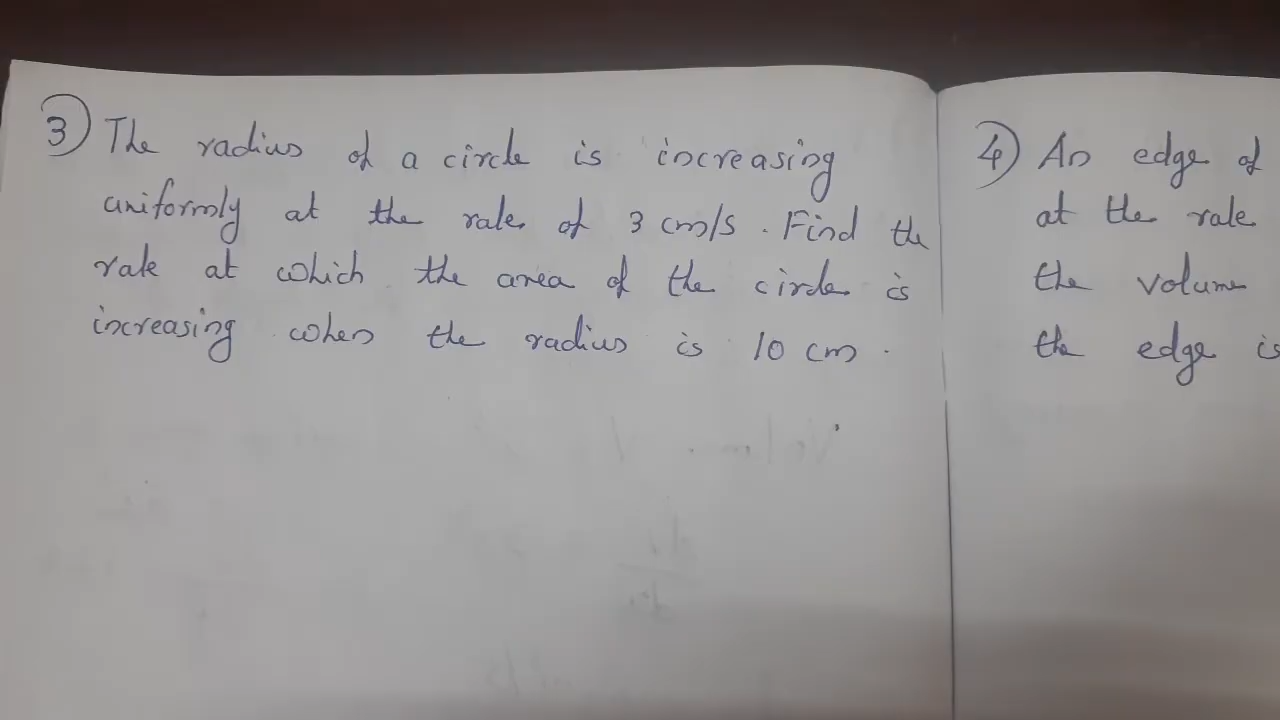 3) The radius of a circle is increasing
uniformly at the rate of 3 cm/s. Find the
rate at which the area of the circle is
increasing when the radius is 10 cm.
4) An edge of
at the rate
the volume
the edge is